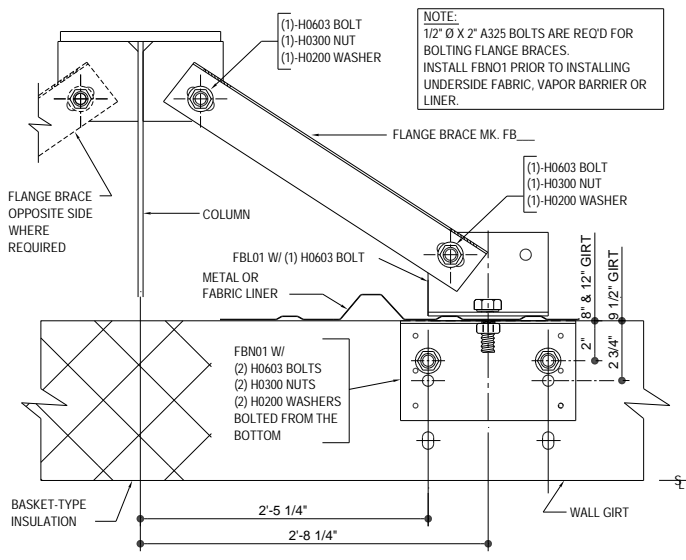 (1)-H0603 BOLT
(1)-H0300 NUT
(1)-H0200 WASHER
NOTE:
1/2" Ø X 2" A325 BOLTS ARE REQ'D FOR
BOLTING FLANGE BRACES.
INSTALL FBNO1 PRIOR TO INSTALLING
UNDERSIDE FABRIC, VAPOR BARRIER OR
LINER.
FLANGE BRACE MK. FB__
(1)-H0603 BOLT
(1)-H0300 NUT
(1)-H0200 WASHER
FLANGE BRACE
OPPOSITE SIDE
WHERE
REQUIRED
COLUMN
FBL01 W/ (1) H0603 BOLT
METAL OR
FABRIC LINER
8" & 12" GIRT
9 1/2" GIRT
2"
2 3/4"
FBN01 W/
(2) H0603 BOLTS
(2) H0300 NUTS
(2) H0200 WASHERS
BOLTED FROM THE
BOTTOM
BASKET-TYPE
INSULATION
WALL GIRT
2'-5 1/4"
2'-8 1/4"